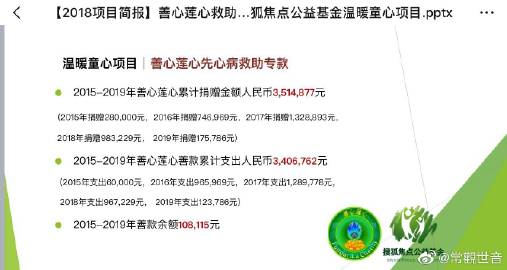 【2018项目简报】善心莲心救助...狐焦点公益基金温暖童心项目.pptx
温暖童心项目｜善心莲心先心病救助专款
2015-2019年善心莲心累计捐赠金额人民币3,514,877元
(2015年捐赠280,000元，2016年捐赠746,969元，2017年捐赠1,328,893元，
2018年捐赠983,229元， 2019年捐赠175,786元)
2015-2019年善心莲心善款累计支出人民币3,406,762元
(2015年支出60,000元，2016年支出965,969元，2017年支出1,289,778元，
2018年支出967,229元，2019年支出123,786元)
2015-2019年善款余额108,115元
搜狐焦点公益基金
@常觀世音